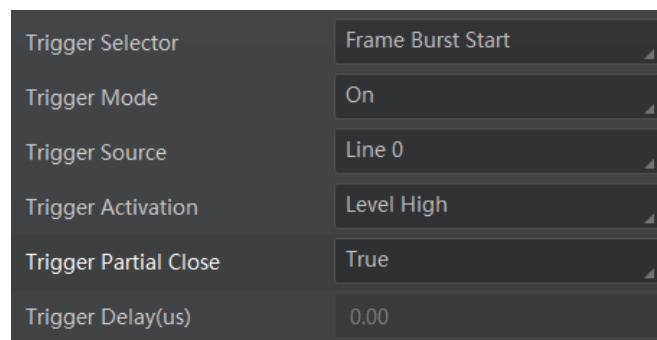 Trigger Selector Frame Burst Start
Trigger Mode On
Trigger Source Line 0
Trigger Activation Level High
Trigger Partial Close True
Trigger Delay(us) 0.00